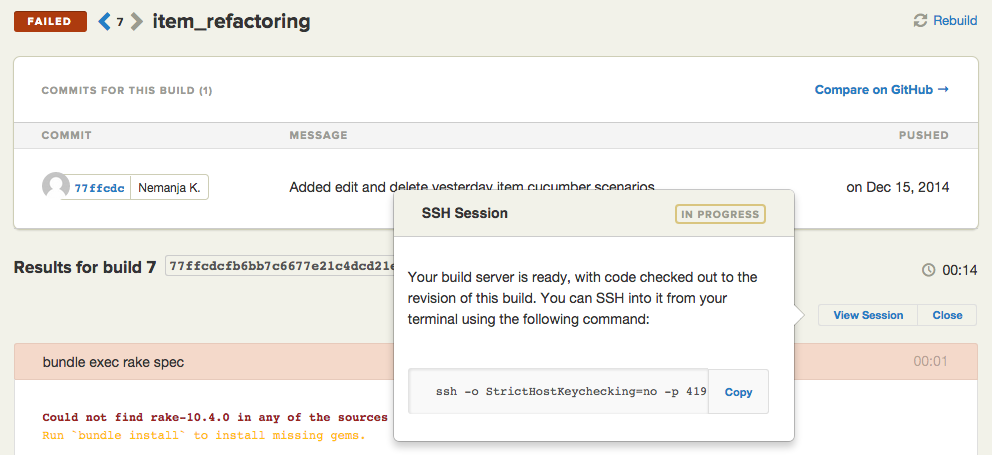 FAILED 7 item_refactoring Rebuild
COMMITS FOR THIS BUILD (1) Compare on GitHub →
COMMIT MESSAGE PUSHED
77ffcdc Nemanja K. Added edit and delete yesterday item cucumber scenarios on Dec 15, 2014
SSH Session IN PROGRESS
Results for build 7 77ffcdcfb6bb7c6677e21c4dcd21e 00:14
Your build server is ready, with code checked out to the
revision of this build. You can SSH into it from your
terminal using the following command:
View Session Close
bundle exec rake spec 00:01
ssh -o StrictHostKeychecking=no -p 419 Copy
Could not find rake-10.4.0 in any of the sources
Run `bundle install` to install missing gems.